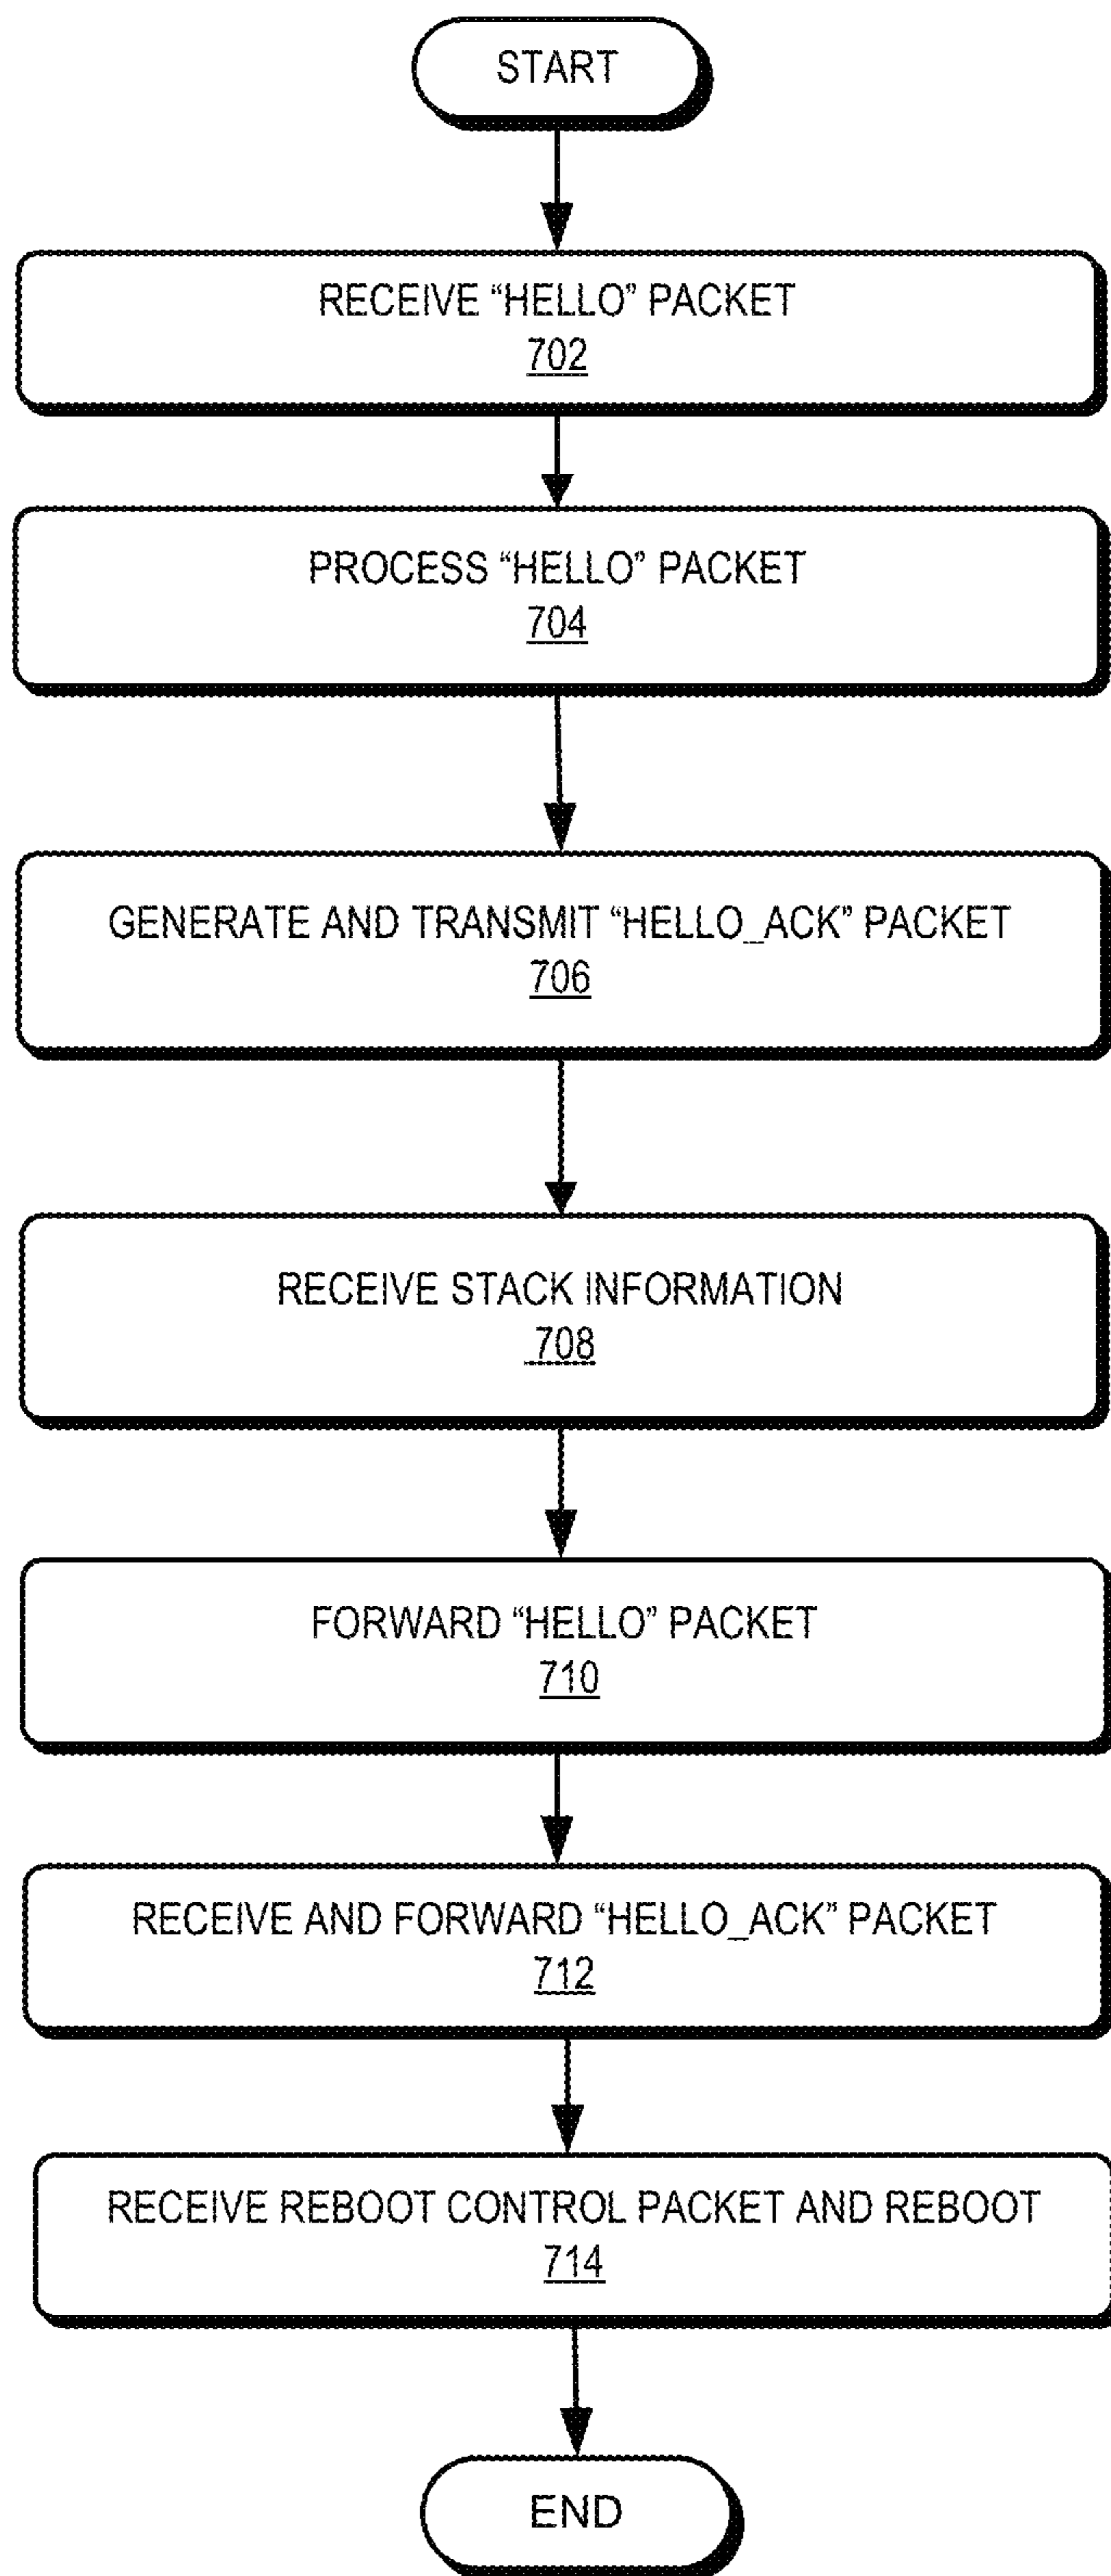 START
RECEIVE “HELLO” PACKET
702
PROCESS “HELLO” PACKET
704
GENERATE AND TRANSMIT “HELLO_ACK” PACKET
706
RECEIVE STACK INFORMATION
708
FORWARD “HELLO” PACKET
710
RECEIVE AND FORWARD “HELLO_ACK” PACKET
712
RECEIVE REBOOT CONTROL PACKET AND REBOOT
714
END